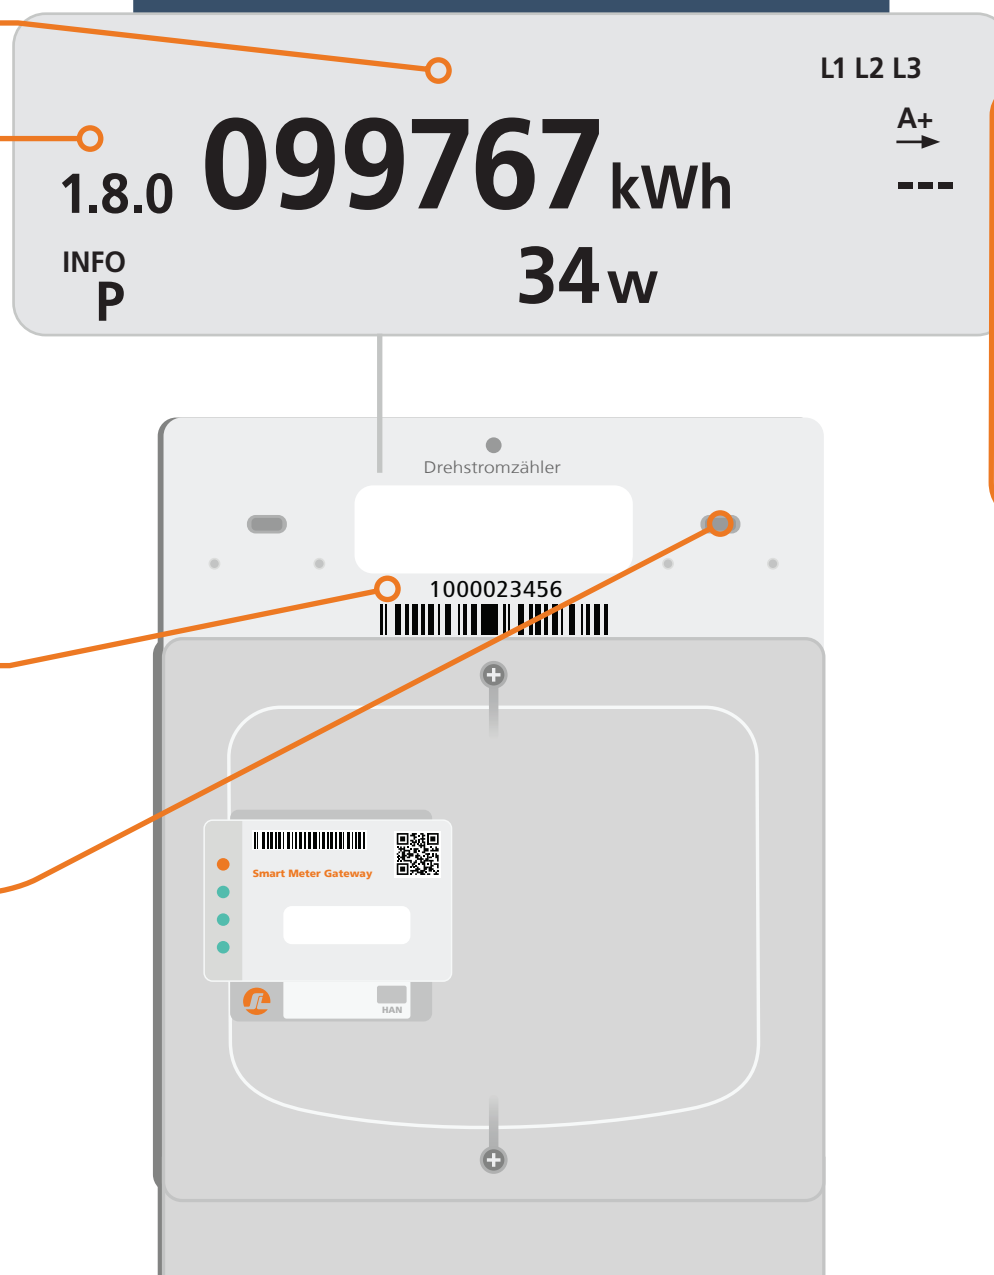 L1 L2 L3
A+
1.8.0 099767 kWh
---
INFO
P
34 W
Drehstromzähler
1000023456
Smart Meter Gateway
HAN